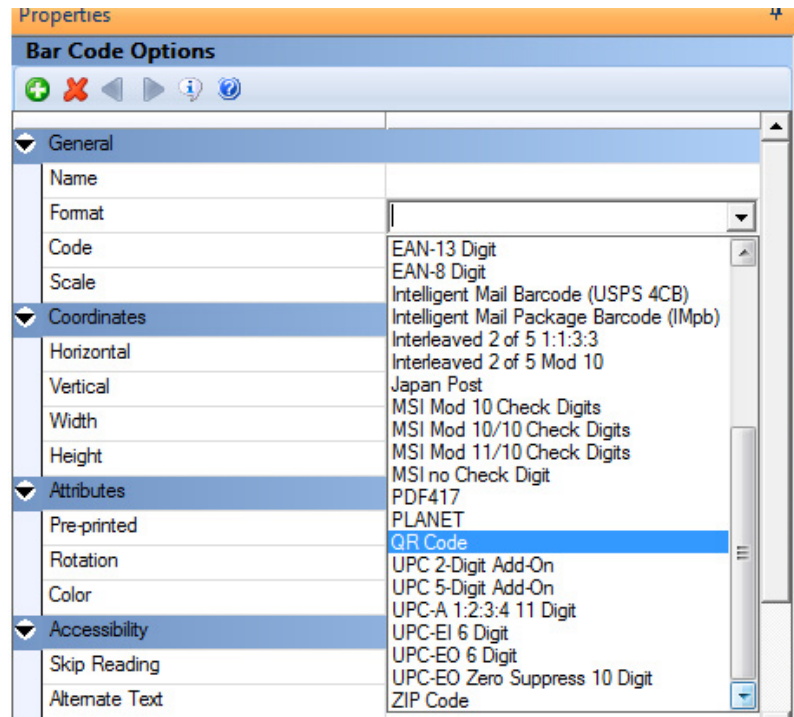 Properties
Bar Code Options
General
Name
Format
Code
Scale
Coordinates
Horizontal
Vertical
Width
Height
Attributes
Pre-printed
Rotation
Color
Accessibility
Skip Reading
Alternate Text
EAN-13 Digit
EAN-8 Digit
Intelligent Mail Barcode (USPS 4CB)
Intelligent Mail Package Barcode (IMpb)
Interleaved 2 of 5 1:1:3:3
Interleaved 2 of 5 Mod 10
Japan Post
MSI Mod 10 Check Digits
MSI Mod 10/10 Check Digits
MSI Mod 11/10 Check Digits
MSI no Check Digit
PDF417
PLANET
QR Code
UPC 2-Digit Add-On
UPC 5-Digit Add-On
UPC-A 1:2:3:4 11 Digit
UPC-EI 6 Digit
UPC-EO 6 Digit
UPC-EO Zero Suppress 10 Digit
ZIP Code